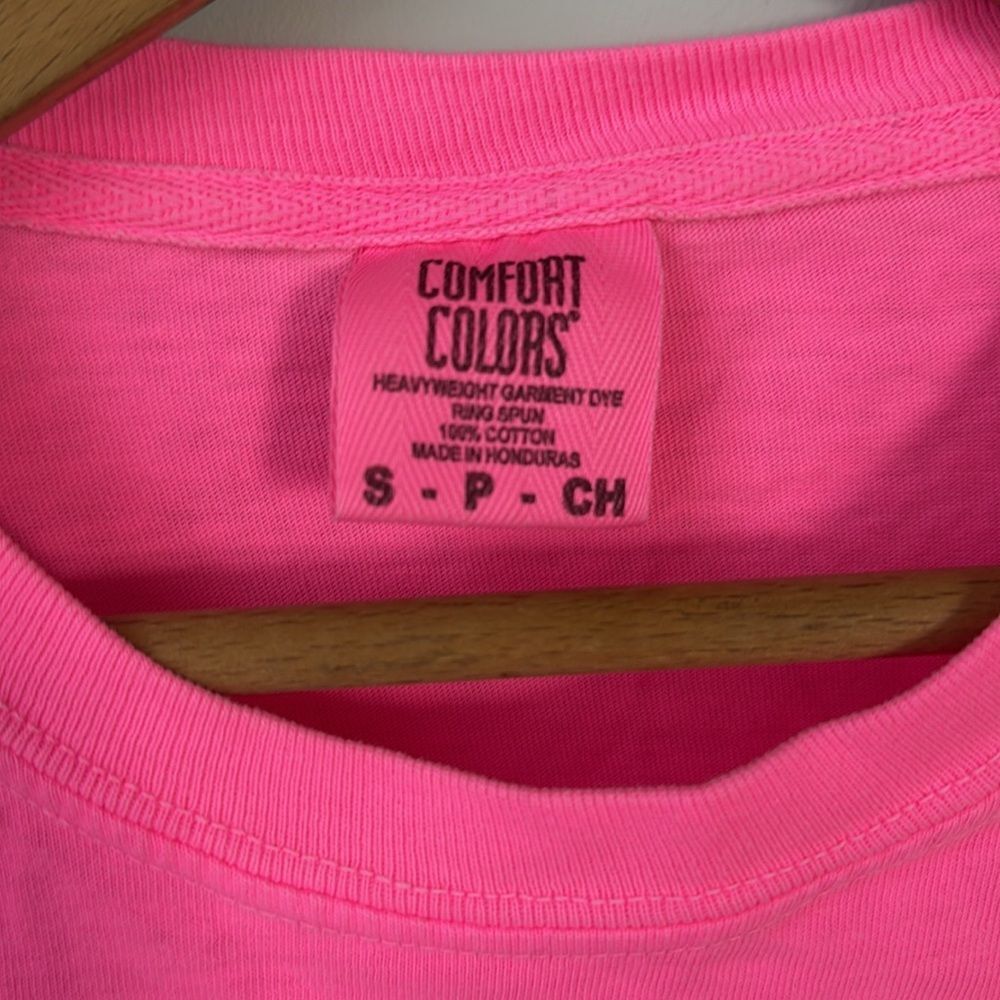 COMFORT
COLORS®
HEAVYWEIGHT GARMENT DYE
RING SPUN
100% COTTON
MADE IN HONDURAS
S - P - CH